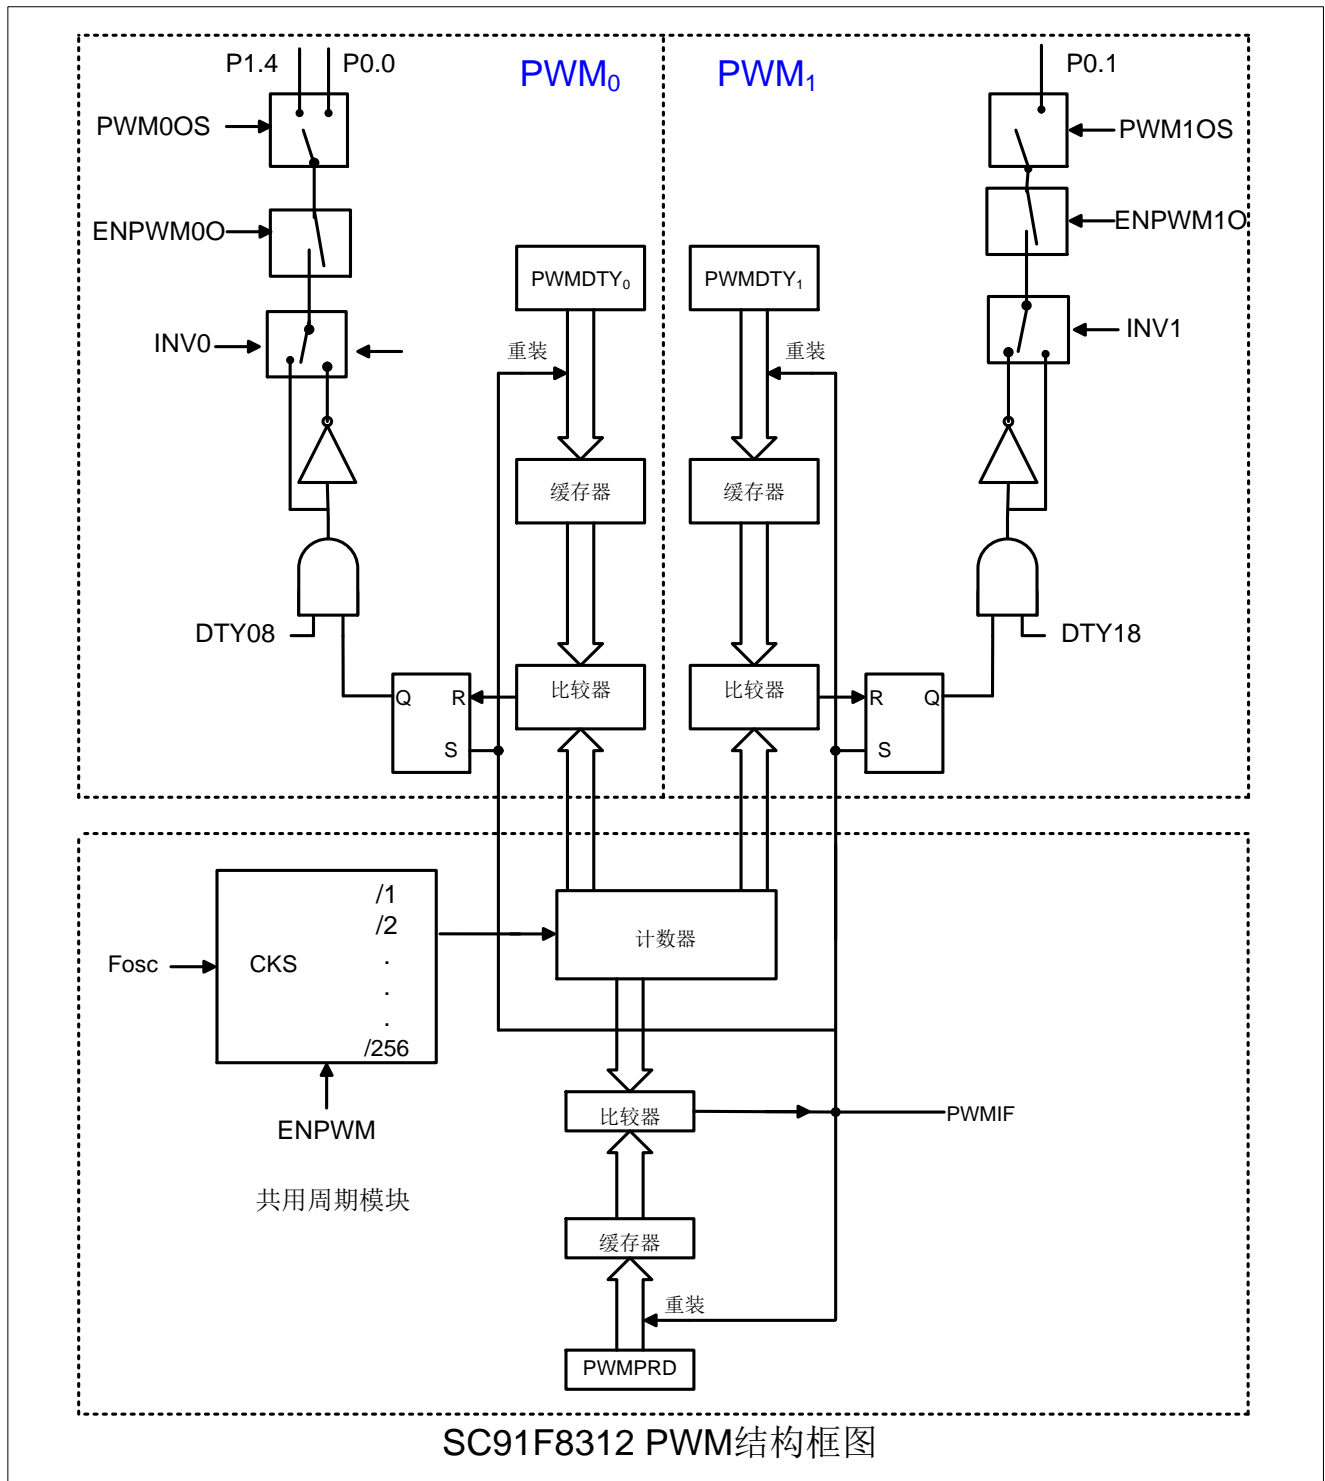 P1.4
P0.0
PWM0
PWM1
P0.1
PWM0OS
PWM1OS
ENPWM0O
ENPWM1O
PWMDTY0
PWMDTY1
INV0
INV1
重装
重装
缓存器
缓存器
DTY08
DTY18
比较器
比较器
Q
R
S
R
Q
S
/1
/2
.
.
.
/256
Fosc
CKS
计数器
ENPWM
比较器
PWMIF
共用周期模块
缓存器
重装
PWMPRD
SC91F8312 PWM结构框图